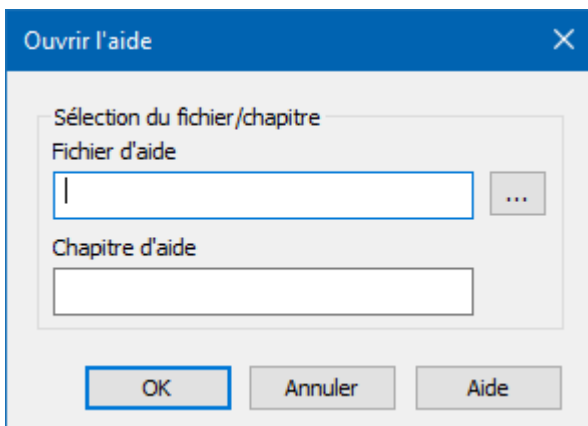 Ouvrir l'aide
Sélection du fichier/chapitre
Fichier d'aide
...
Chapitre d'aide
OK Annuler Aide